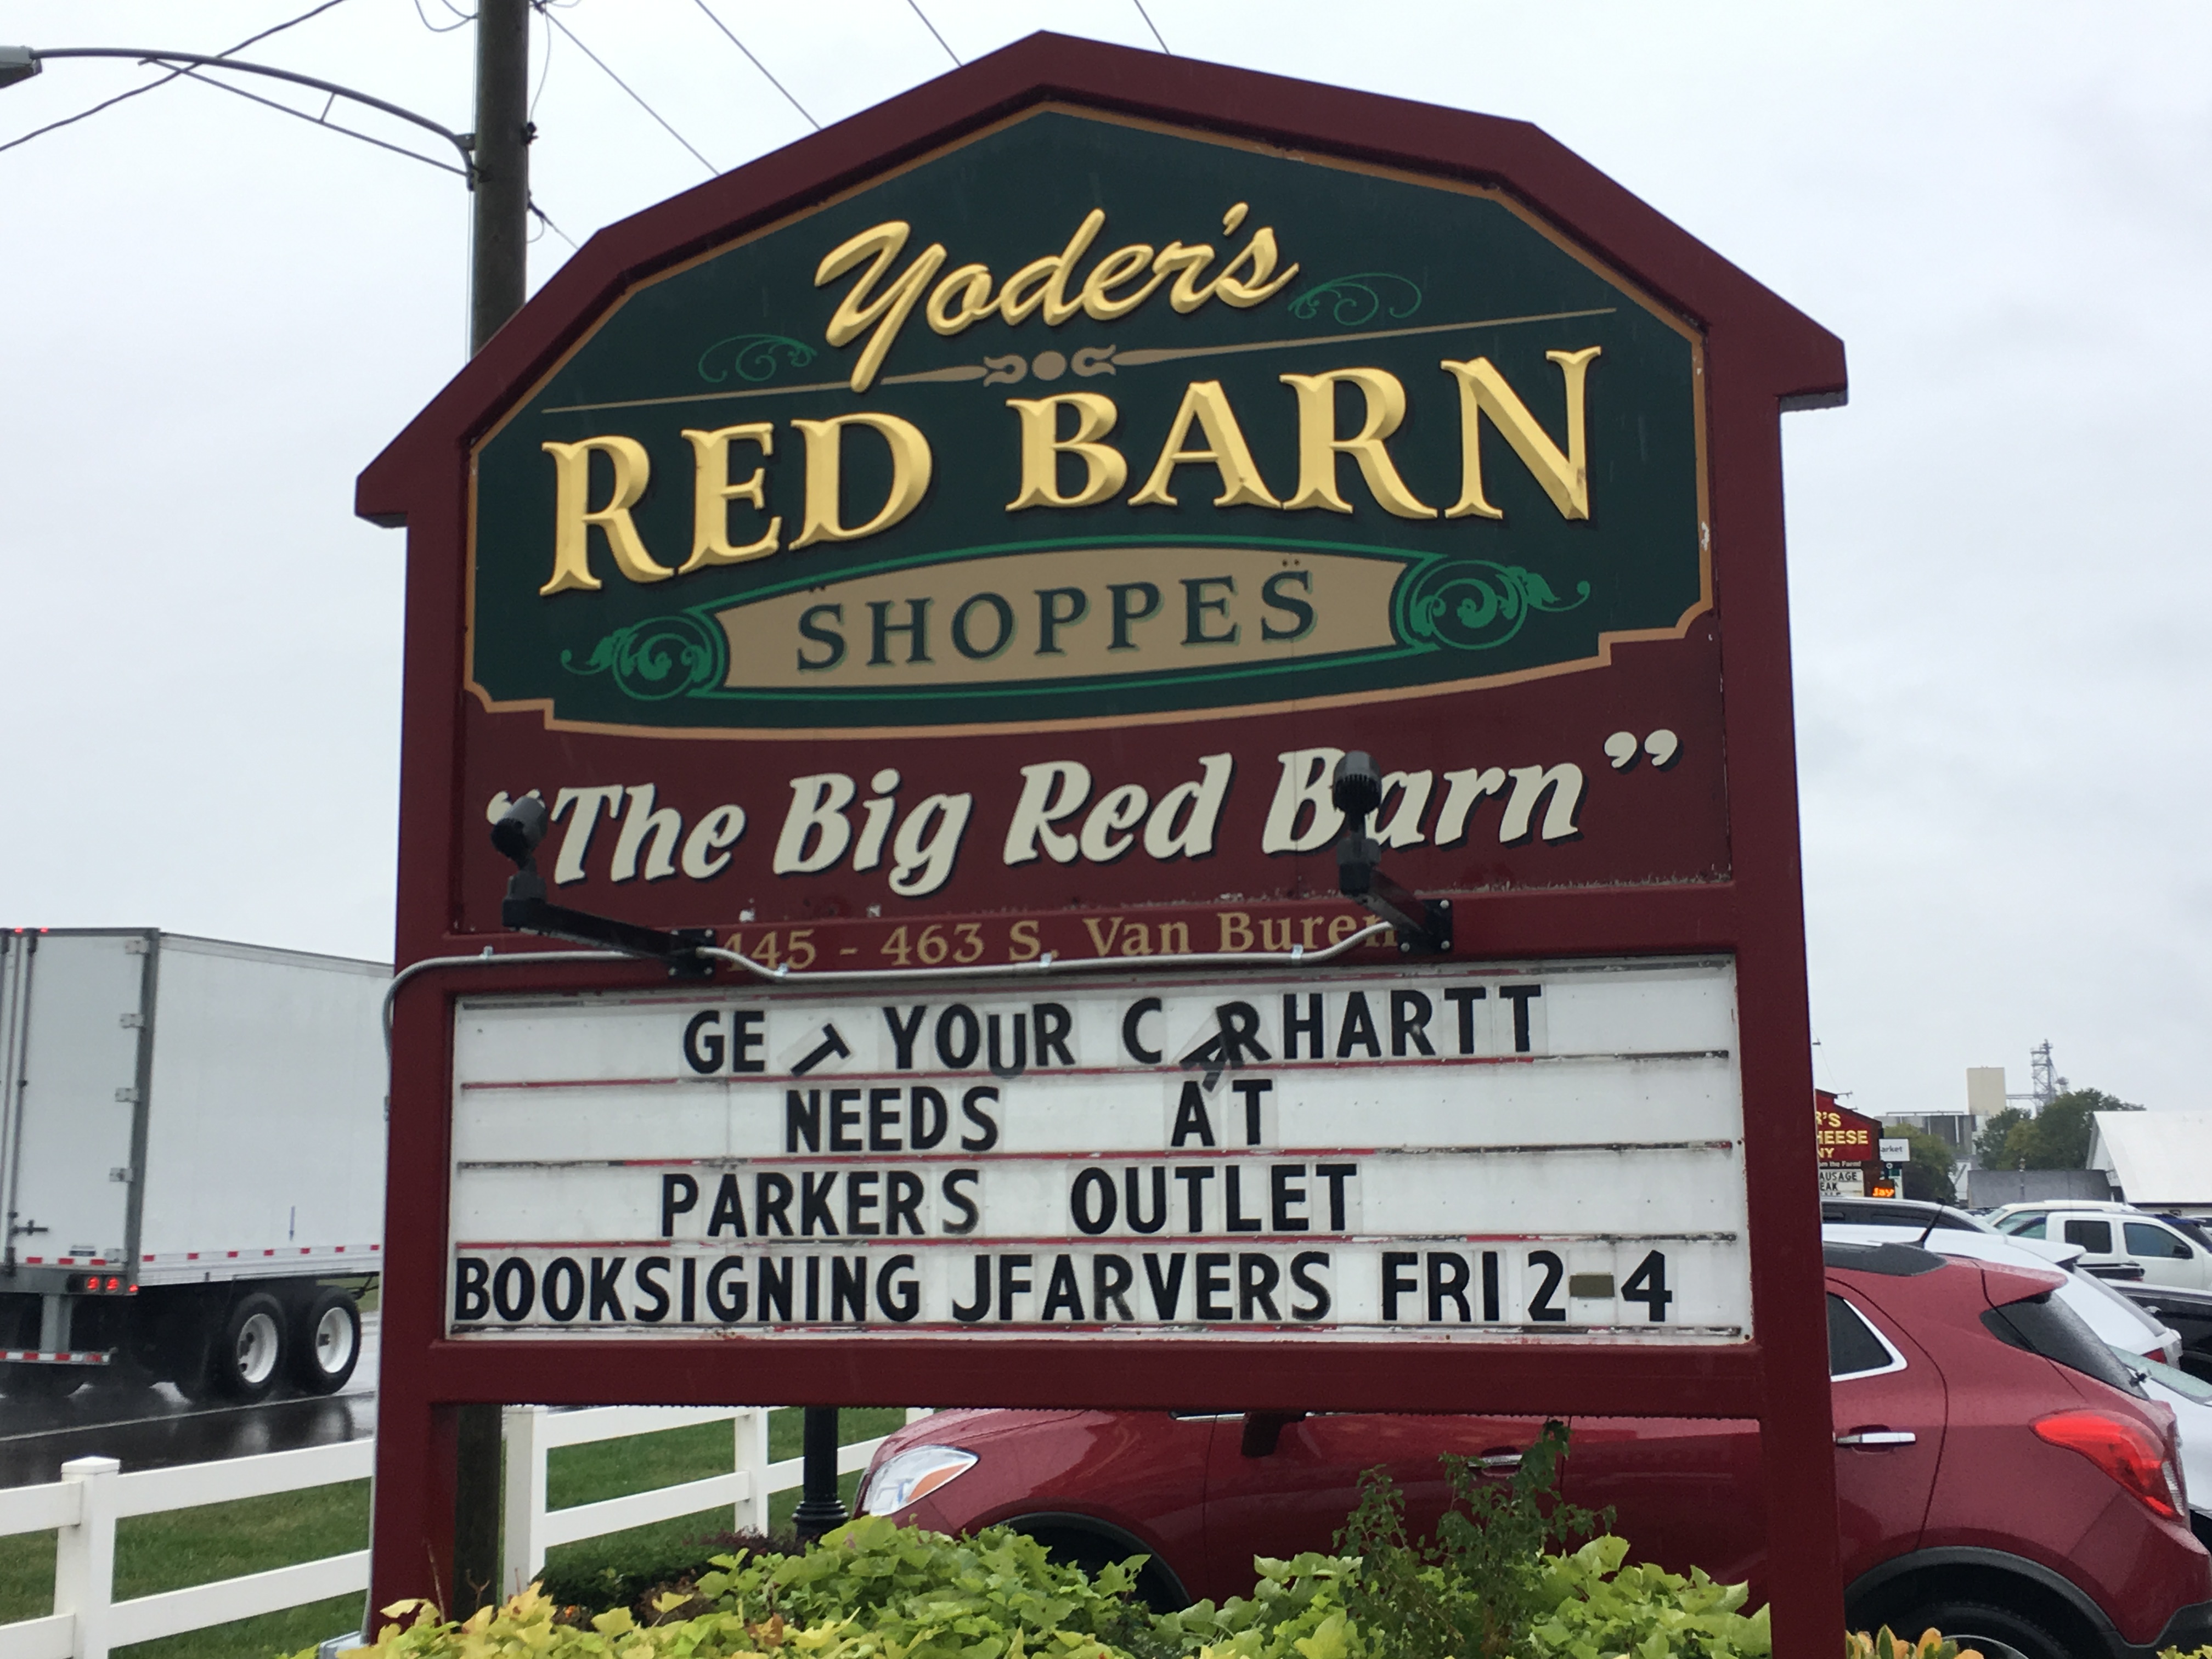 Yoder's
RED BARN
SHOPPES
"The Big Red Barn"
445 - 463 S. Van Buren
GET YOUR CARHARTT
NEEDS AT
PARKERS OUTLET
BOOKSIGNING JFARVERS FRI 2-4